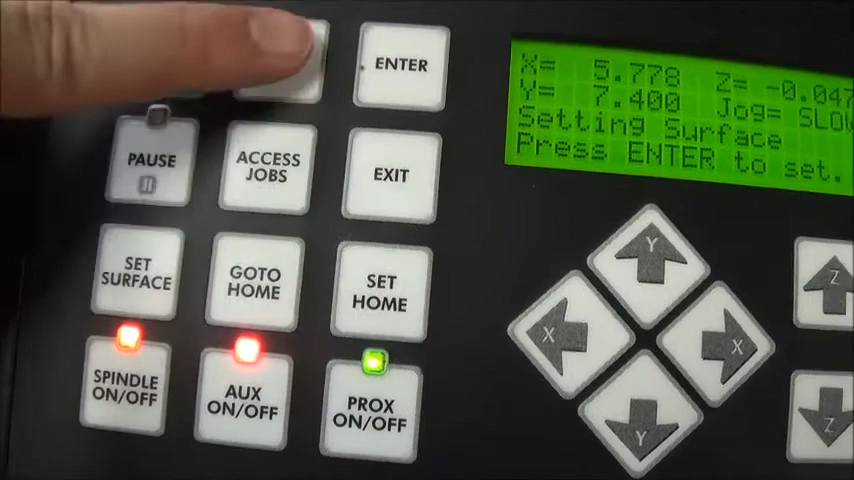 ENTER
X= 5.778 Z= -0.047
Y= 7.400 Jog= SLOW
Setting Surface
Press ENTER to set.
PAUSE
ACCESS
JOBS
EXIT
SET
SURFACE
GOTO
HOME
SET
HOME
SPINDLE
ON/OFF
AUX
ON/OFF
PROX
ON/OFF
Y
X
X
Y
Z
Z